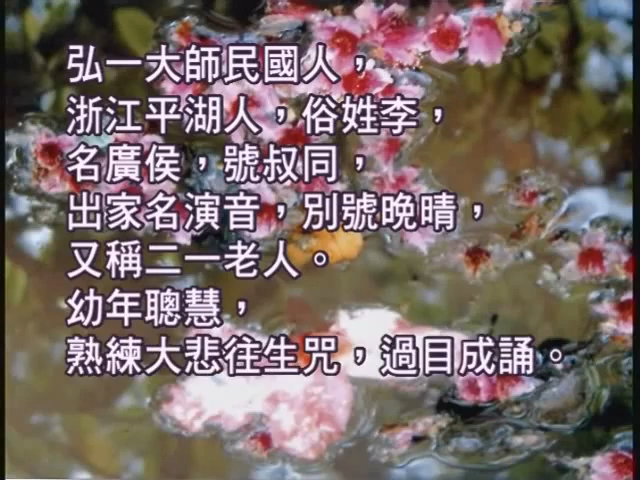 弘一大師民國人，
浙江平湖人，俗姓李，
名廣侯，號叔同，
出家名演音，別號晚晴，
又稱二一老人。
幼年聰慧，
熟練大悲往生咒，過目成誦。